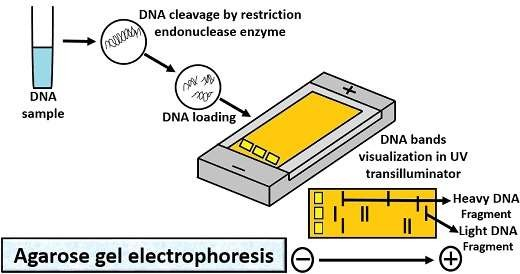 DNA cleavage by restriction
endonuclease enzyme
DNA
sample
DNA loading
+
−
DNA bands
visualization in UV
transilluminator
Heavy DNA
Fragment
Light DNA
Fragment
Agarose gel electrophoresis
− +